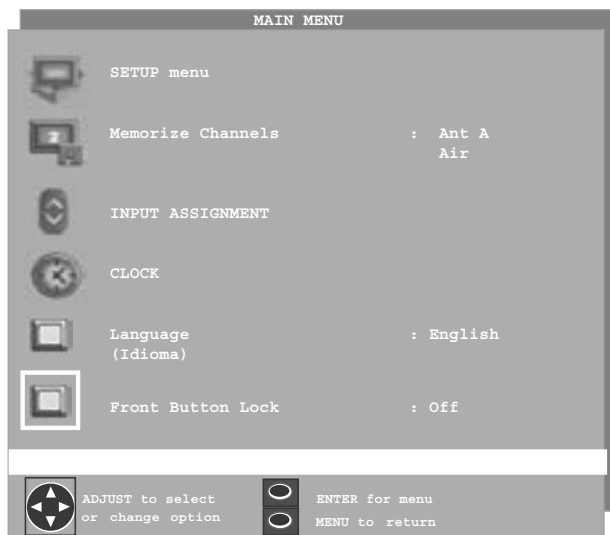 MAIN MENU
SETUP menu
Memorize Channels : Ant A
Air
INPUT ASSIGNMENT
CLOCK
Language : English
(Idioma)
Front Button Lock : Off
ADJUST to select
or change option
ENTER for menu
MENU to return